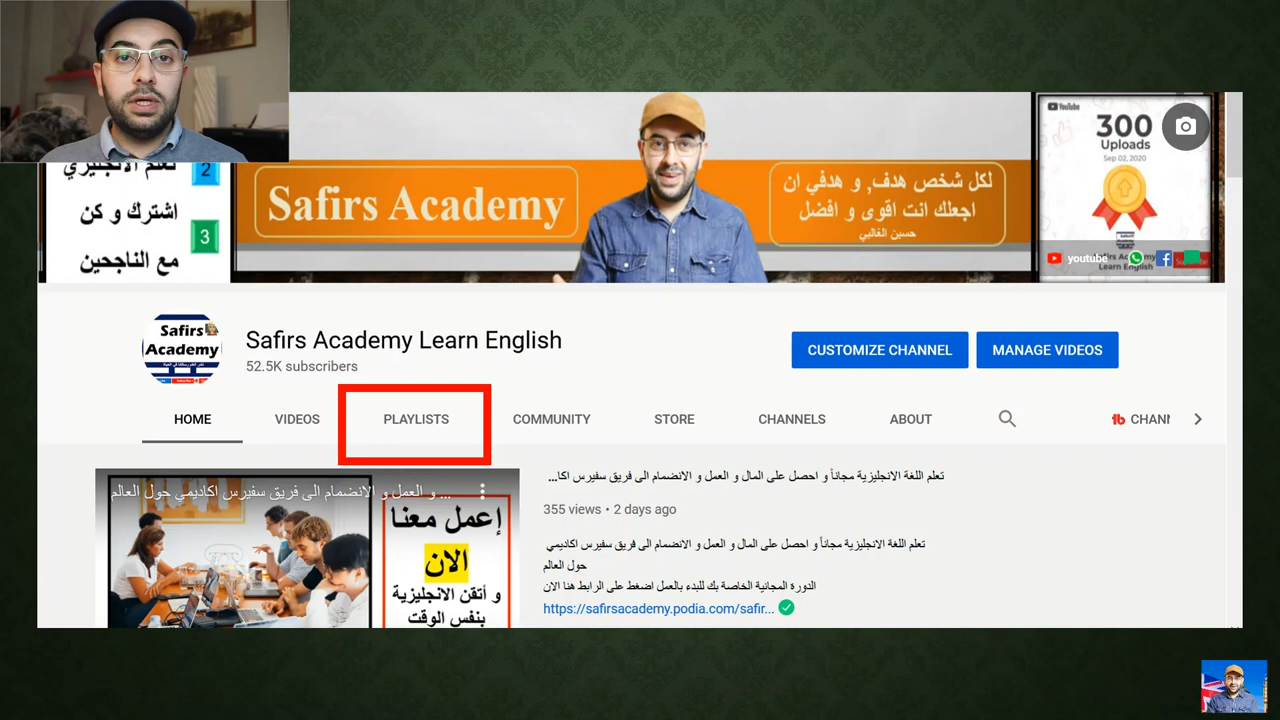 تعلم الانجليزي
2
اشترك و كن
3
مع الناجحين
Safirs Academy
لكل شخص هدف, و هدفي ان
اجعلك انت اقوى و افضل
حسين الغالبي
YouTube
300
Uploads
Sep 02, 2020
youtube
Learn English
Safirs
Academy
Safirs Academy Learn English
52.5K subscribers
CUSTOMIZE CHANNEL
MANAGE VIDEOS
HOME
VIDEOS
PLAYLISTS
COMMUNITY
STORE
CHANNELS
ABOUT
CHANN
... و العمل و الانضمام الى فريق سفيرس اكاديمي حول العالم
إعمل معنا
الان
و أتقن الانجليزية
بنفس الوقت
تعلم اللغة الانجليزية مجاناً و احصل على المال و العمل و الانضمام الى فريق سفيرس اكا...
355 views • 2 days ago
تعلم اللغة الانجليزية مجاناً و احصل على المال و العمل و الانضمام الى فريق سفيرس اكاديمي
حول العالم
الدورة المجانية الخاصة بك للبدء بالعمل اضغط على الرابط هنا الان
https://safirsacademy.podia.com/safir...